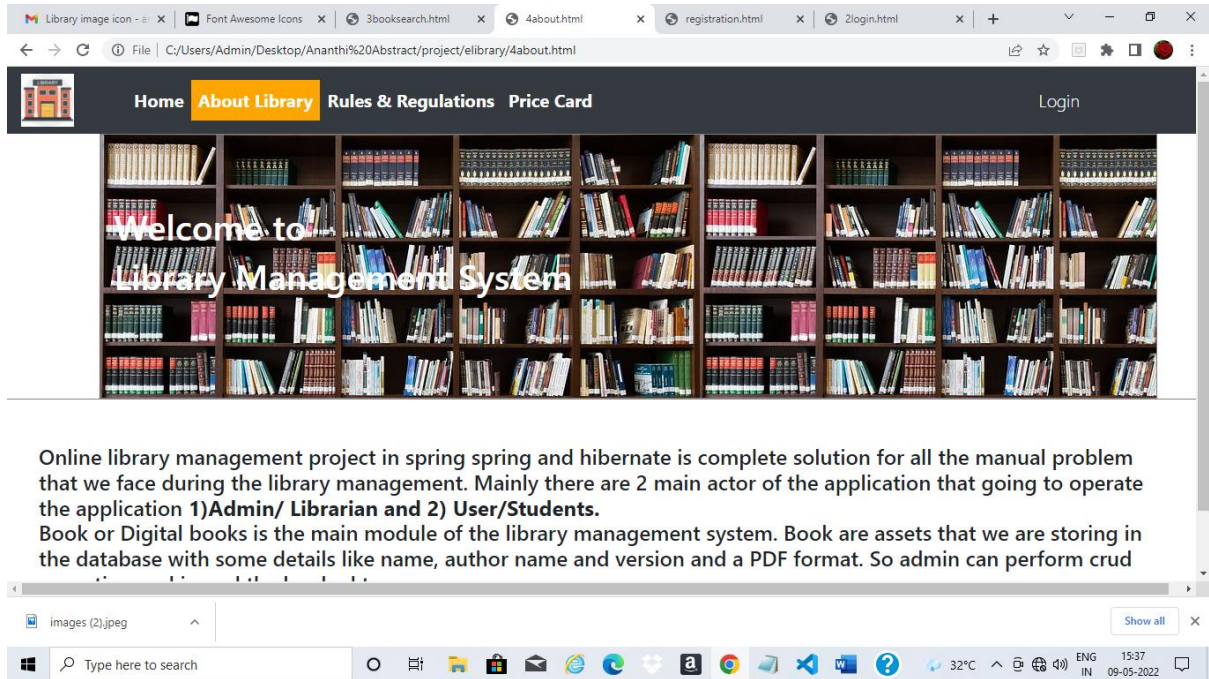 Library image icon - a
Font Awesome Icons
3booksearch.html
4about.html
registration.html
2login.html
File | C:/Users/Admin/Desktop/Ananthi%20Abstract/project/elibrary/4about.html
LIBRARY
Home About Library Rules & Regulations Price Card Login
Welcome to
Library Management System
Online library management project in spring spring and hibernate is complete solution for all the manual problem
that we face during the library management. Mainly there are 2 main actor of the application that going to operate
the application 1)Admin/ Librarian and 2) User/Students.
Book or Digital books is the main module of the library management system. Book are assets that we are storing in
the database with some details like name, author name and version and a PDF format. So admin can perform crud
images (2).jpeg
Show all
Type here to search
32°C
ENG
IN
15:37
09-05-2022